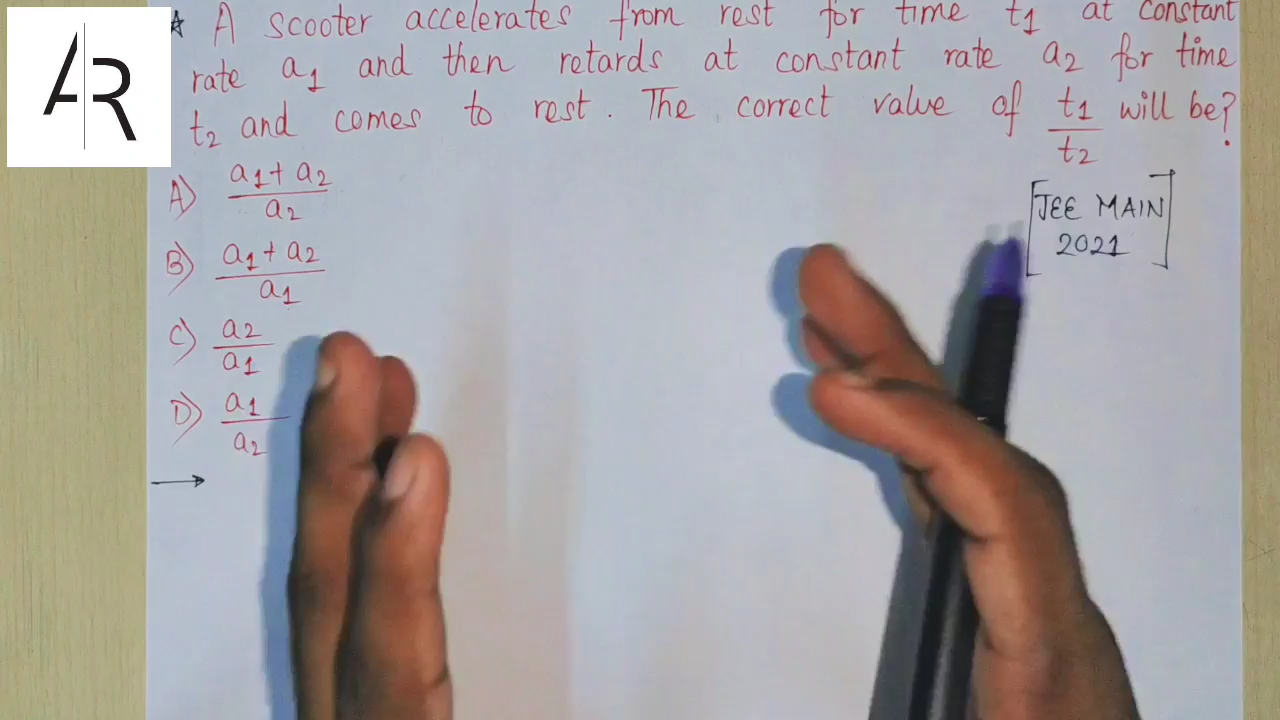 AR
☆ A scooter accelerates from rest for time t₁ at constant
rate a₁ and then retards at constant rate a₂ for time
t₂ and comes to rest. The correct value of t₁/t₂ will be?
A) a₁+a₂/a₂
B) a₁+a₂/a₁
C) a₂/a₁
D) a₁/a₂
[JEE MAIN
2021]